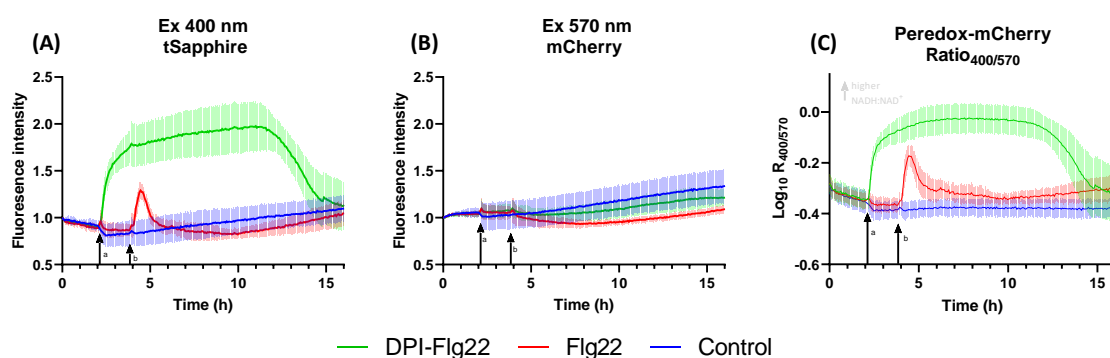 (A)
Ex 400 nm
tSapphire
Fluoresence intensity
2.5
2.0
1.5
1.0
0.5
a
b
0
5
10
15
Time (h)
(B)
Ex 570 nm
mCherry
Fluoresence intensity
2.5
2.0
1.5
1.0
0.5
a
b
0
5
10
15
Time (h)
(C)
Peredox-mCherry
Ratio400/570
higher
NADH:NAD+
Log10 R400/570
0.0
-0.2
-0.4
-0.6
a
b
0
5
10
15
Time (h)
DPI-Flg22
Flg22
Control